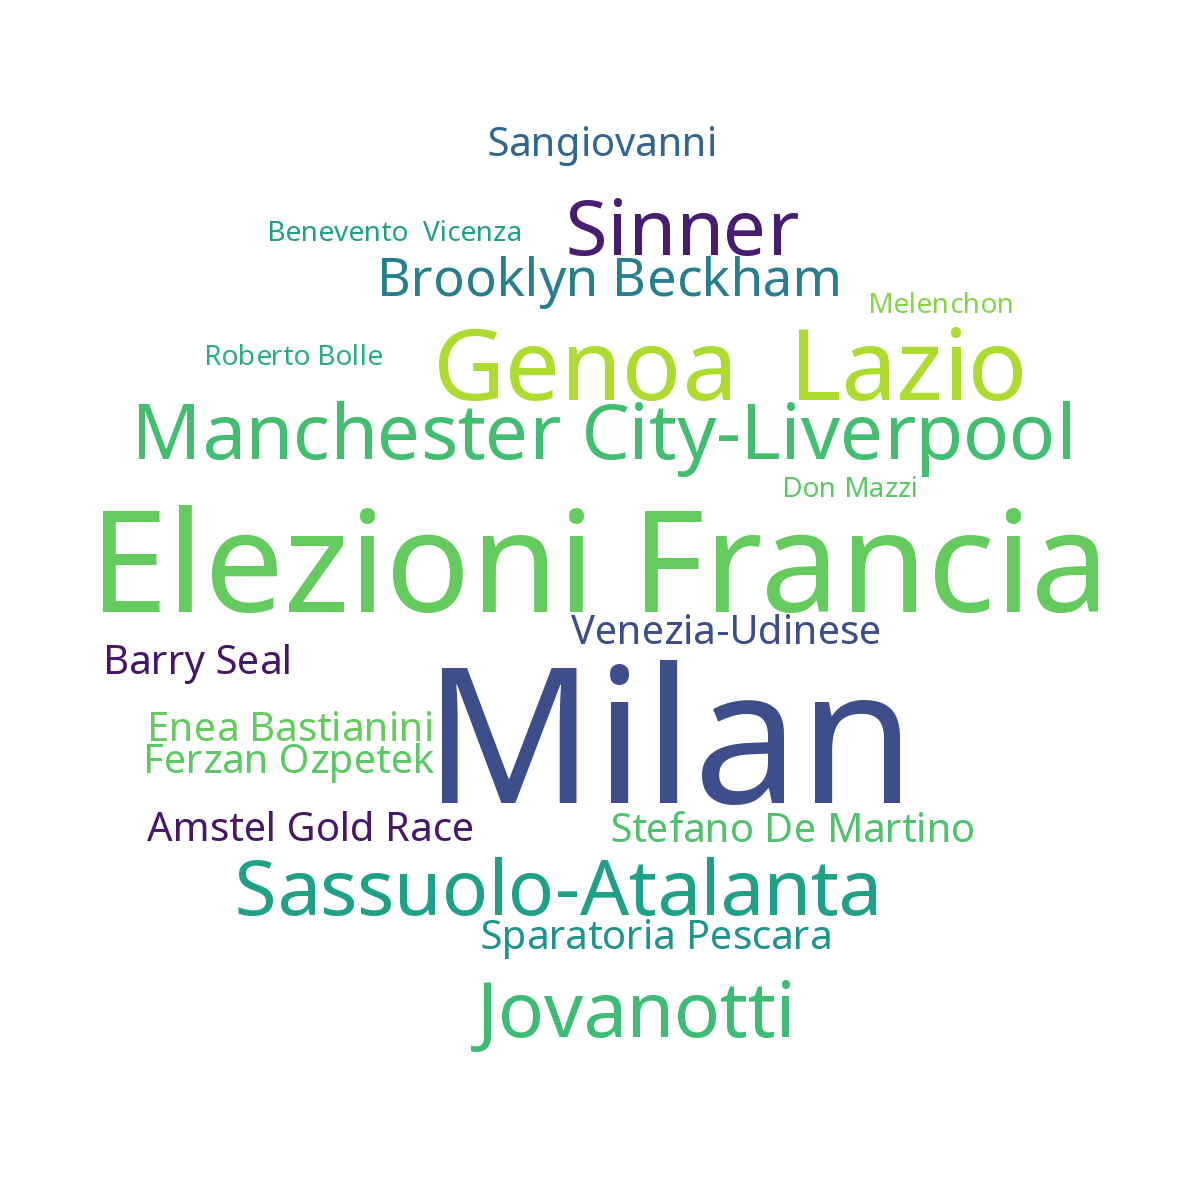 Sangiovanni
Sinner
Benevento  Vicenza
Brooklyn Beckham
Melenchon
Roberto Bolle
Genoa  Lazio
Manchester City-Liverpool
Don Mazzi
Elezioni Francia
Venezia-Udinese
Barry Seal
Milan
Enea Bastianini
Ferzan Ozpetek
Amstel Gold Race
Stefano De Martino
Sassuolo-Atalanta
Sparatoria Pescara
Jovanotti